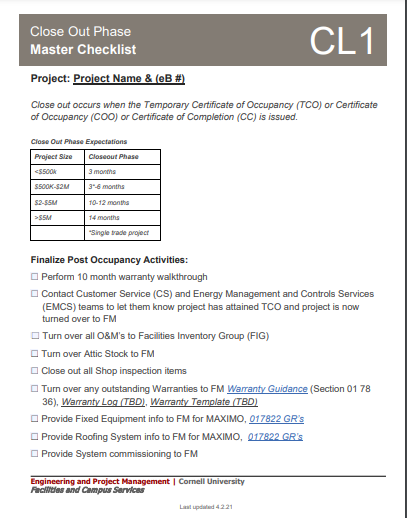 Close Out Phase
Master Checklist
CL1
Project: Project Name & (eB #)
Close out occurs when the Temporary Certificate of Occupancy (TCO) or Certificate
of Occupancy (COO) or Certificate of Completion (CC) is issued.
Close Out Phase Expectations
Project Size Closeout Phase
<$500k 3 months
$500K-$2M 3*-6 months
$2-$5M 10-12 months
>$5M 14 months
*Single trade project
Finalize Post Occupancy Activities:
☐ Perform 10 month warranty walkthrough
☐ Contact Customer Service (CS) and Energy Management and Controls Services
(EMCS) teams to let them know project has attained TCO and project is now
turned over to FM
☐ Turn over all O&M's to Facilities Inventory Group (FIG)
☐ Turn over Attic Stock to FM
☐ Close out all Shop inspection items
☐ Turn over any outstanding Warranties to FM Warranty Guidance (Section 01 78
36), Warranty Log (TBD), Warranty Template (TBD)
☐ Provide Fixed Equipment info to FM for MAXIMO, 017822 GR's
☐ Provide Roofing System info to FM for MAXIMO, 017822 GR's
☐ Provide System commissioning to FM
Engineering and Project Management | Cornell University
Facilities and Campus Services
Last updated 4.2.21